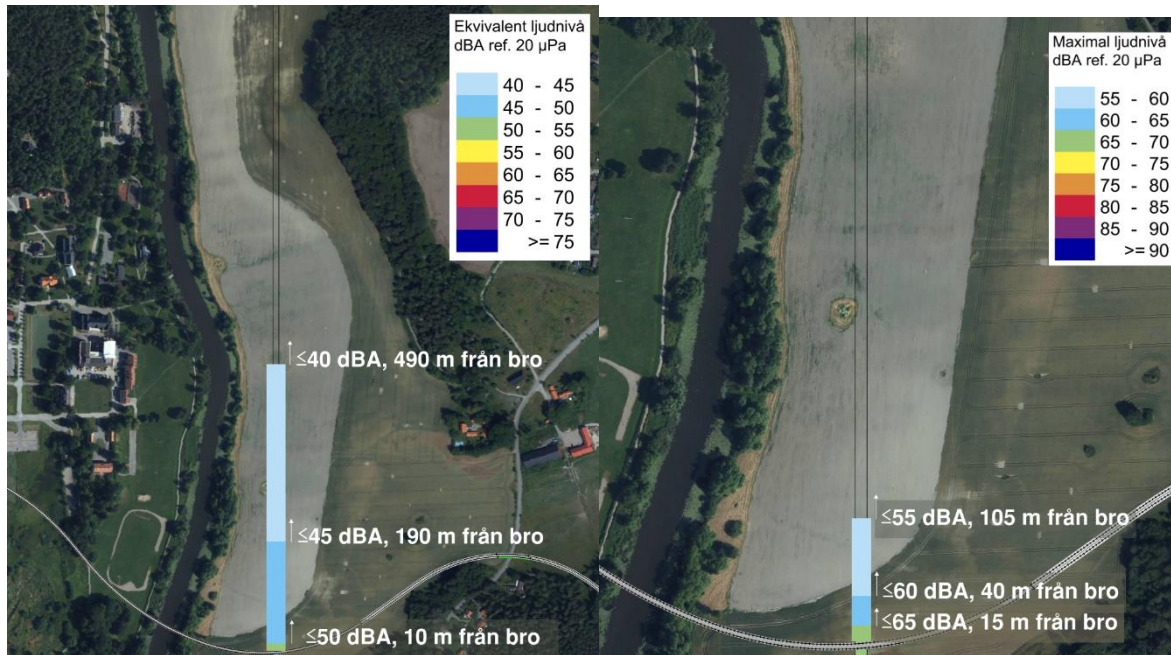 Ekvivalent ljudnivå
dBA ref. 20 µPa
40 - 45
45 - 50
50 - 55
55 - 60
60 - 65
65 - 70
70 - 75
>= 75
≤40 dBA, 490 m från bro
≤45 dBA, 190 m från bro
≤50 dBA, 10 m från bro
Maximal ljudnivå
dBA ref. 20 µPa
55 - 60
60 - 65
65 - 70
70 - 75
75 - 80
80 - 85
85 - 90
>= 90
≤55 dBA, 105 m från bro
≤60 dBA, 40 m från bro
≤65 dBA, 15 m från bro